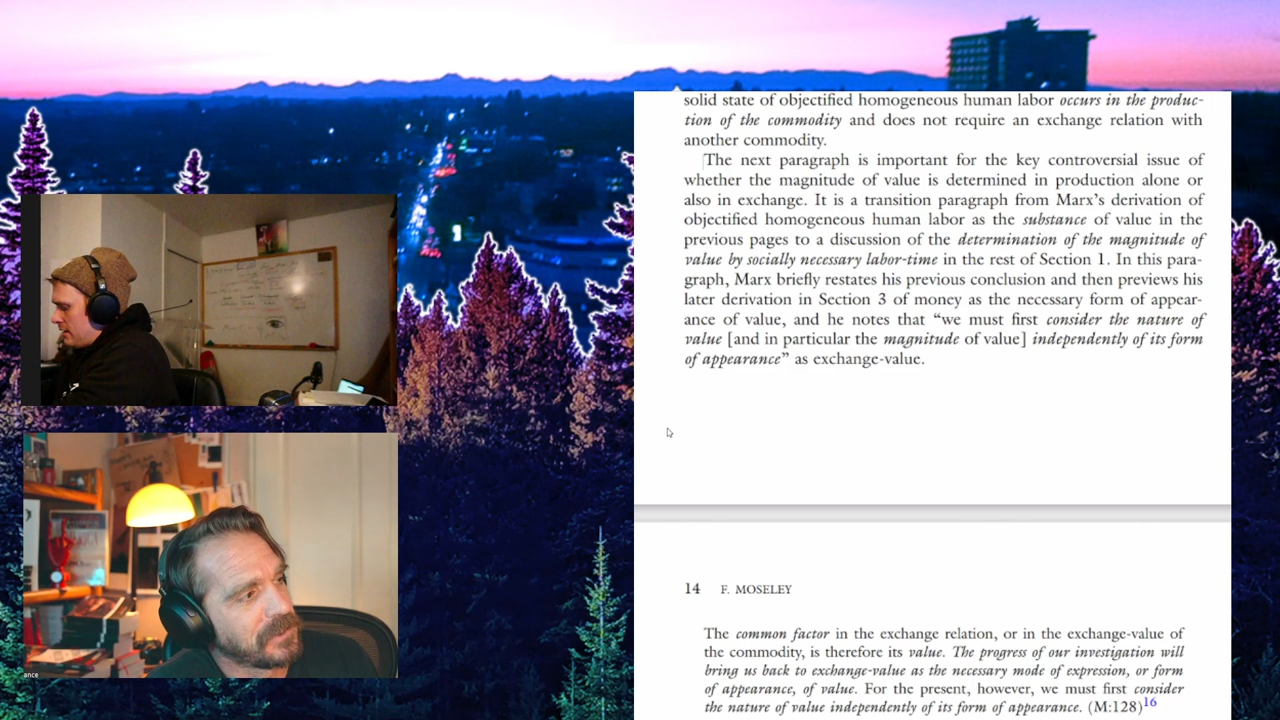 solid state of objectified homogeneous human labor occurs in the produc-
tion of the commodity and does not require an exchange relation with
another commodity.
The next paragraph is important for the key controversial issue of
whether the magnitude of value is determined in production alone or
also in exchange. It is a transition paragraph from Marx’s derivation of
objectified homogeneous human labor as the substance of value in the
previous pages to a discussion of the determination of the magnitude of
value by socially necessary labor-time in the rest of Section 1. In this para-
graph, Marx briefly restates his previous conclusion and then previews his
later derivation in Section 3 of money as the necessary form of appear-
ance of value, and he notes that “we must first consider the nature of
value [and in particular the magnitude of value] independently of its form
of appearance” as exchange-value.
14 F. MOSELEY
The common factor in the exchange relation, or in the exchange-value of
the commodity, is therefore its value. The progress of our investigation will
bring us back to exchange-value as the necessary mode of expression, or form
of appearance, of value. For the present, however, we must first consider
the nature of value independently of its form of appearance. (M:128)16
ance